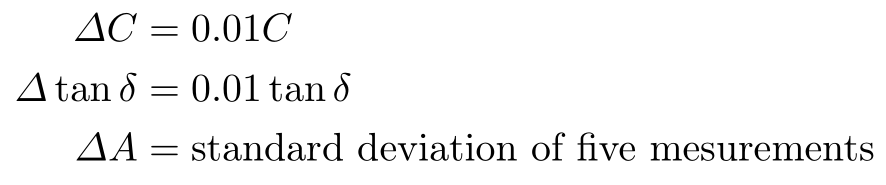 ΔC = 0.01C
Δ tan δ = 0.01 tan δ
ΔA = standard deviation of five mesurements